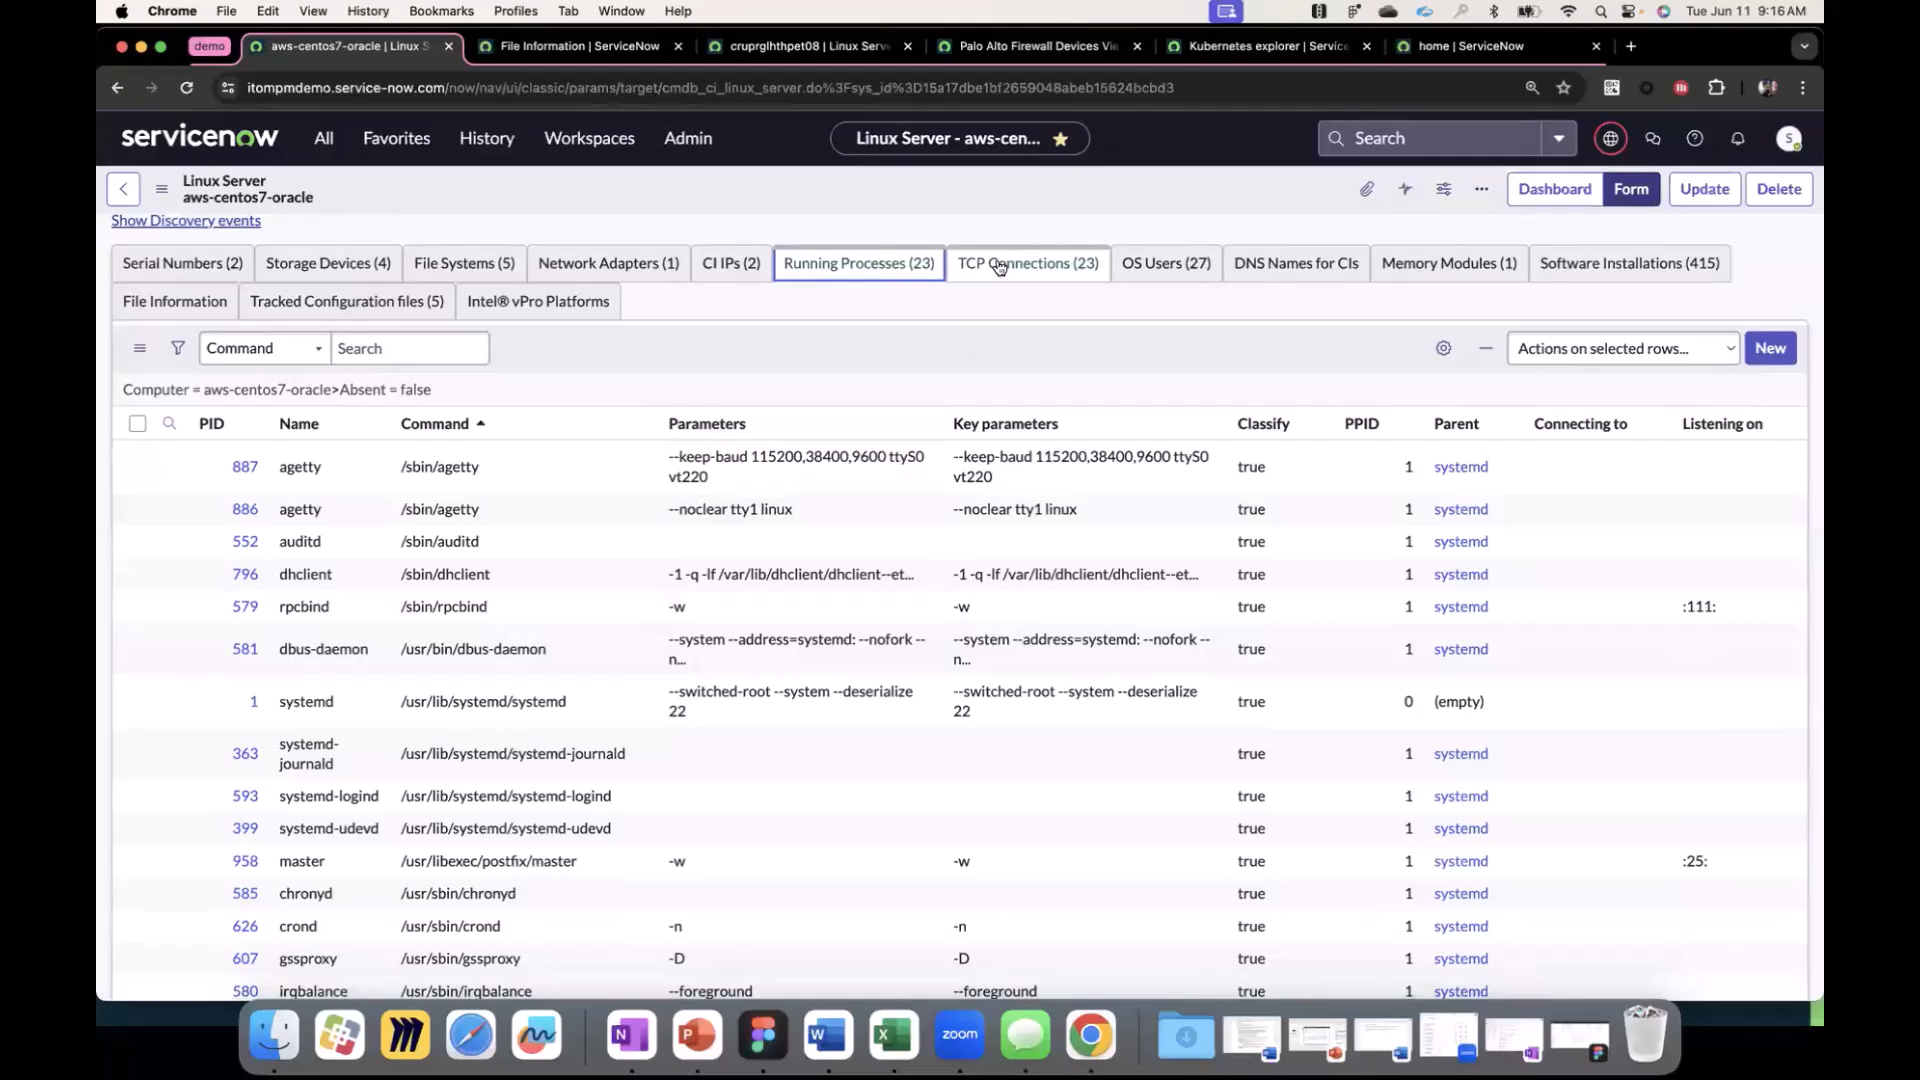 Chrome File Edit View History Bookmarks Profiles Tab Window Help Tue Jun 11 9:16 AM
demo aws-centos7-oracle | Linux S File Information | ServiceNow cruprglhthpet08 | Linux Serv Palo Alto Firewall Devices Vie Kubernetes explorer | Service home | ServiceNow
itompmdemo.service-now.com/now/nav/ui/classic/params/target/cmdb_ci_linux_server.do%3Fsys_id%3D15a17dbe1bf2659048abeb15624bcbd3
servicenow All Favorites History Workspaces Admin Linux Server - aws-cen... Search S
Linux Server
aws-centos7-oracle
Dashboard Form Update Delete
Show Discovery events
Serial Numbers (2) Storage Devices (4) File Systems (5) Network Adapters (1) CI IPs (2) Running Processes (23) TCP Connections (23) OS Users (27) DNS Names for CIs Memory Modules (1) Software Installations (415)
File Information Tracked Configuration files (5) Intel® vPro Platforms
Command Search Actions on selected rows... New
Computer = aws-centos7-oracle>Absent = false
PID Name Command Parameters Key parameters Classify PPID Parent Connecting to Listening on
887 agetty /sbin/agetty --keep-baud 115200,38400,9600 ttyS0 vt220 --keep-baud 115200,38400,9600 ttyS0 vt220 true 1 systemd
886 agetty /sbin/agetty --noclear tty1 linux --noclear tty1 linux true 1 systemd
552 auditd /sbin/auditd true 1 systemd
796 dhclient /sbin/dhclient -1 -q -lf /var/lib/dhclient/dhclient--et... -1 -q -lf /var/lib/dhclient/dhclient--et... true 1 systemd
579 rpcbind /sbin/rpcbind -w -w true 1 systemd :111:
581 dbus-daemon /usr/bin/dbus-daemon --system --address=systemd: --nofork --n... --system --address=systemd: --nofork --n... true 1 systemd
1 systemd /usr/lib/systemd/systemd --switched-root --system --deserialize 22 --switched-root --system --deserialize 22 true 0 (empty)
363 systemd-journald /usr/lib/systemd/systemd-journald true 1 systemd
593 systemd-logind /usr/lib/systemd/systemd-logind true 1 systemd
399 systemd-udevd /usr/lib/systemd/systemd-udevd true 1 systemd
958 master /usr/libexec/postfix/master -w -w true 1 systemd :25:
585 chronyd /usr/sbin/chronyd true 1 systemd
626 crond /usr/sbin/crond -n -n true 1 systemd
607 gssproxy /usr/sbin/gssproxy -D -D true 1 systemd
580 irqbalance /usr/sbin/irqbalance --foreground --foreground true 1 systemd
N P W X zoom